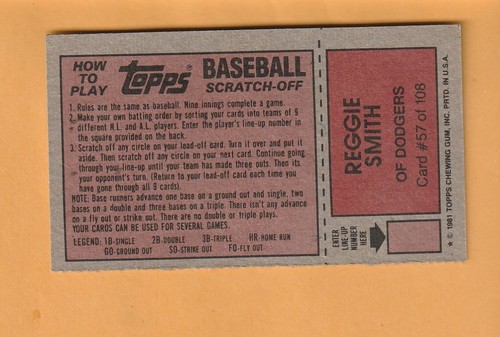 HOW TO PLAY
Topps BASEBALL
SCRATCH-OFF
1. Rules are the same as baseball. Nine innings complete a game.
2. Make your own batting order by sorting your cards into teams of 9
different N.L. and A.L. players. Enter the player's line-up number
in the square provided on the back.
3. Scratch off any circle on your lead-off card. Turn it over and put it
aside. Then scratch off any circle on your next card. Continue going
through your line-up until your team has made 3 outs. Then its
your opponent's turn. (Return to your lead-off card each time
you have gone through all 9 cards).
NOTE: Base runners advance one base on a ground out and single, two
bases on a double and three bases on a triple. There isn't any advance
on a fly out or strike out. There are no double or triple plays.
YOUR CARDS CAN BE USED FOR SEVERAL GAMES.
LEGEND: 1B-SINGLE 2B-DOUBLE 3B-TRIPLE HR-HOME RUN
GO-GROUND OUT SO-STRIKE OUT FO-FLY OUT
REGGIE
SMITH
OF DODGERS
Card #57 of 108
ENTER
LINE-UP
NUMBER
HERE
★ © 1981 TOPPS CHEWING GUM, INC. PRTD. IN U.S.A.